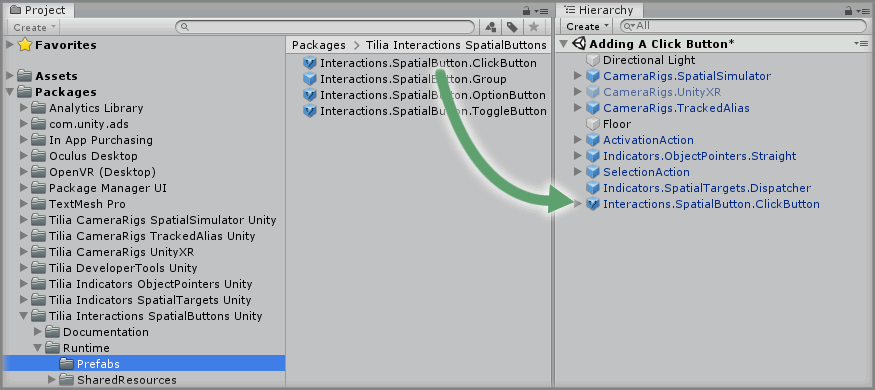 Project
Create
Favorites
Assets
Packages
Analytics Library
com.unity.ads
In App Purchasing
Oculus Desktop
OpenVR (Desktop)
Package Manager UI
TextMesh Pro
Tilia CameraRigs SpatialSimulator Unity
Tilia CameraRigs TrackedAlias Unity
Tilia CameraRigs UnityXR
Tilia DeveloperTools Unity
Tilia Indicators ObjectPointers Unity
Tilia Indicators SpatialTargets Unity
Tilia Interactions SpatialButtons Unity
Documentation
Runtime
Prefabs
SharedResources
Packages > Tilia Interactions SpatialButtons
Interactions.SpatialButton.ClickButton
Interactions.SpatialButton.Group
Interactions.SpatialButton.OptionButton
Interactions.SpatialButton.ToggleButton
Hierarchy
Create All
Adding A Click Button*
Directional Light
CameraRigs.SpatialSimulator
CameraRigs.UnityXR
CameraRigs.TrackedAlias
Floor
ActivationAction
Indicators.ObjectPointers.Straight
SelectionAction
Indicators.SpatialTargets.Dispatcher
Interactions.SpatialButton.ClickButton